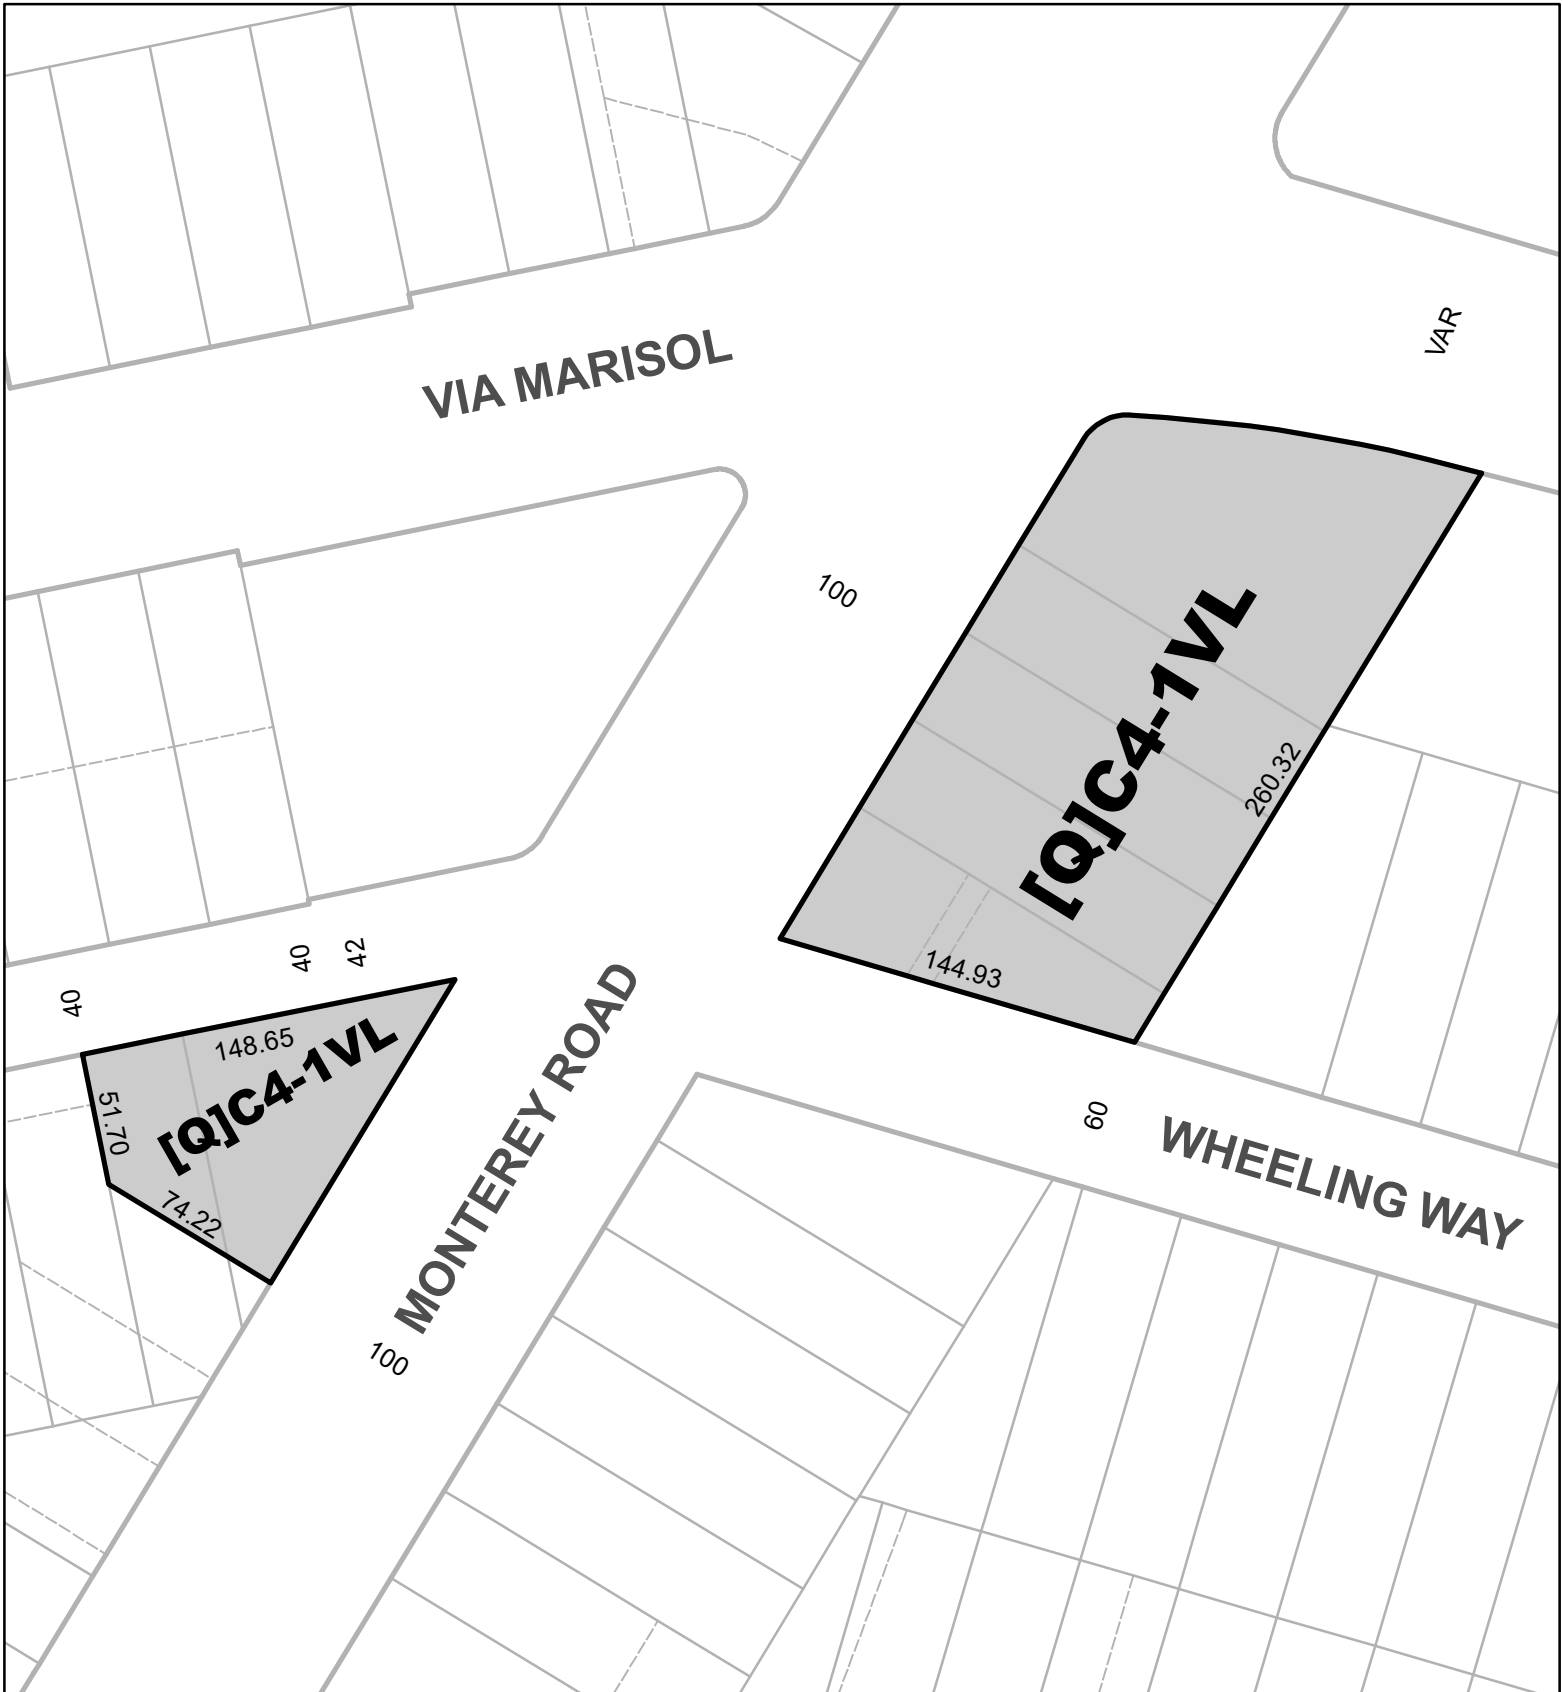 VAR
VIA MARISOL
100
[Q]C4-1VL
260.32
144.93
40
42
40
148.65
[Q]C4-1VL
51.70
74.22
MONTEREY ROAD
60
WHEELING WAY
100